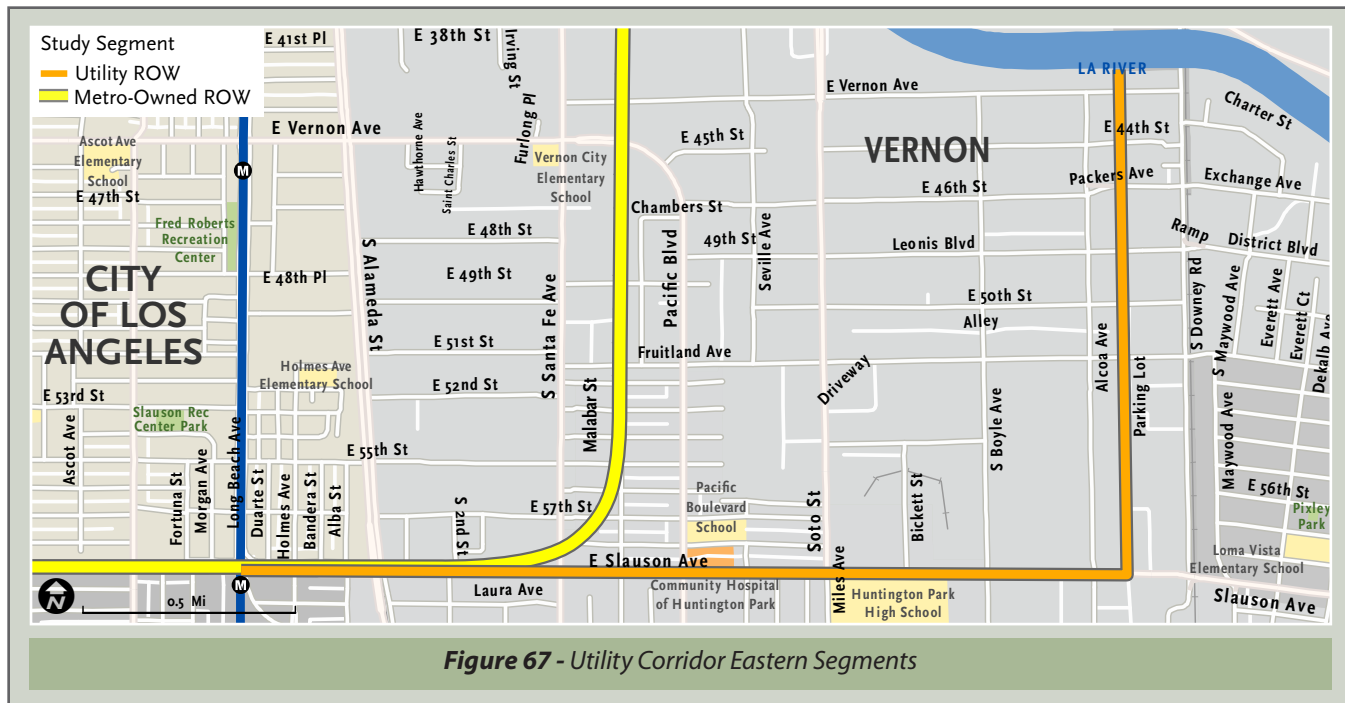 Study Segment
Utility ROW
Metro-Owned ROW
E 41st Pl
E 38th St
Irving St
LA RIVER
E Vernon Ave
Charter St
E Vernon Ave
Furlong Pl
E 45th St
E 44th St
VERNON
Ascot Ave
Elementary
School
M
Hawthorne Ave
Saint Charles St
Vernon City
Elementary
School
E 46th St
Packers Ave
Exchange Ave
E 47th St
Chambers St
Fred Roberts
Recreation
Center
E 48th St
Pacific Blvd
49th St
Seville Ave
Leonis Blvd
Ramp
District Blvd
S Alameda St
E 48th Pl
E 49th St
CITY
OF LOS
ANGELES
S Santa Fe Ave
E 50th St
Alley
S Downey Rd
S Maywood Ave
Everett Ave
Everett Ct
Dekalb Ave
E 51st St
Fruitland Ave
Alcoa Ave
Holmes Ave
Elementary School
E 52nd St
Malabar St
Driveway
Parking Lot
E 53rd St
Slauson Rec
Center Park
Ascot Ave
S Boyle Ave
Maywood Ave
E 55th St
Fortuna St
Morgan Ave
Long Beach Ave
Duarte St
Holmes Ave
Bandera St
Alba St
S 2nd St
E 57th St
Pacific
Boulevard
School
Soto St
Bickett St
E 56th St
Pixley
Park
E Slauson Ave
Loma Vista
Elementary School
M
N
0.5 Mi
Laura Ave
Community Hospital
of Huntington Park
Miles Ave
Huntington Park
High School
Slauson Ave
Figure 67 - Utility Corridor Eastern Segments